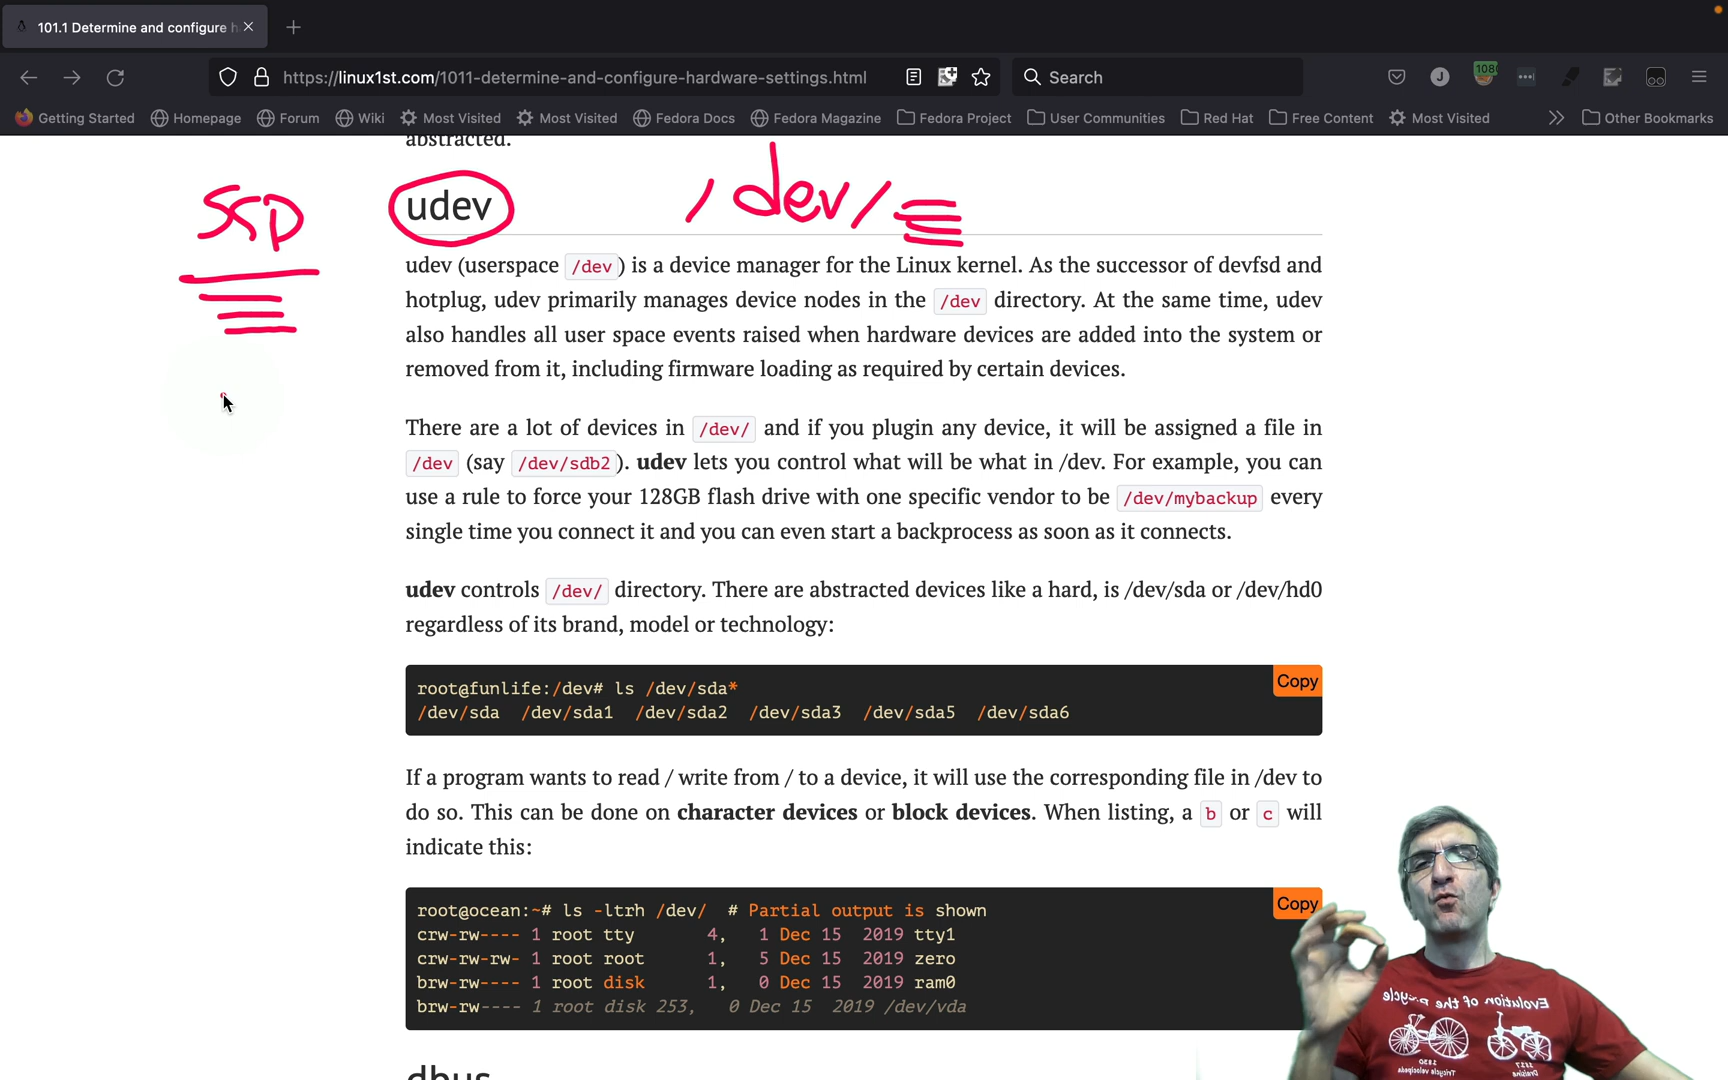 101.1 Determine and configure h
https://linux1st.com/1011-determine-and-configure-hardware-settings.html
Search
108
J
Getting Started Homepage Forum Wiki Most Visited Most Visited Fedora Docs Fedora Magazine Fedora Project User Communities Red Hat Free Content Most Visited Other Bookmarks
abstracted.
SSD
udev
/dev/
udev (userspace /dev ) is a device manager for the Linux kernel. As the successor of devfsd and
hotplug, udev primarily manages device nodes in the /dev directory. At the same time, udev
also handles all user space events raised when hardware devices are added into the system or
removed from it, including firmware loading as required by certain devices.
There are a lot of devices in /dev/ and if you plugin any device, it will be assigned a file in
/dev (say /dev/sdb2 ). udev lets you control what will be what in /dev. For example, you can
use a rule to force your 128GB flash drive with one specific vendor to be /dev/mybackup every
single time you connect it and you can even start a backprocess as soon as it connects.
udev controls /dev/ directory. There are abstracted devices like a hard, is /dev/sda or /dev/hd0
regardless of its brand, model or technology:
Copy
root@funlife:/dev# ls /dev/sda*
/dev/sda /dev/sda1 /dev/sda2 /dev/sda3 /dev/sda5 /dev/sda6
If a program wants to read / write from / to a device, it will use the corresponding file in /dev to
do so. This can be done on character devices or block devices. When listing, a b or c will
indicate this:
Copy
root@ocean:~# ls -ltrh /dev/ # Partial output is shown
crw-rw---- 1 root tty 4, 1 Dec 15 2019 tty1
crw-rw-rw- 1 root root 1, 5 Dec 15 2019 zero
brw-rw---- 1 root disk 1, 0 Dec 15 2019 ram0
brw-rw---- 1 root disk 253, 0 Dec 15 2019 /dev/vda
dbus
Evolution of the
1830
Tricycle velocipede
1817
Draisine